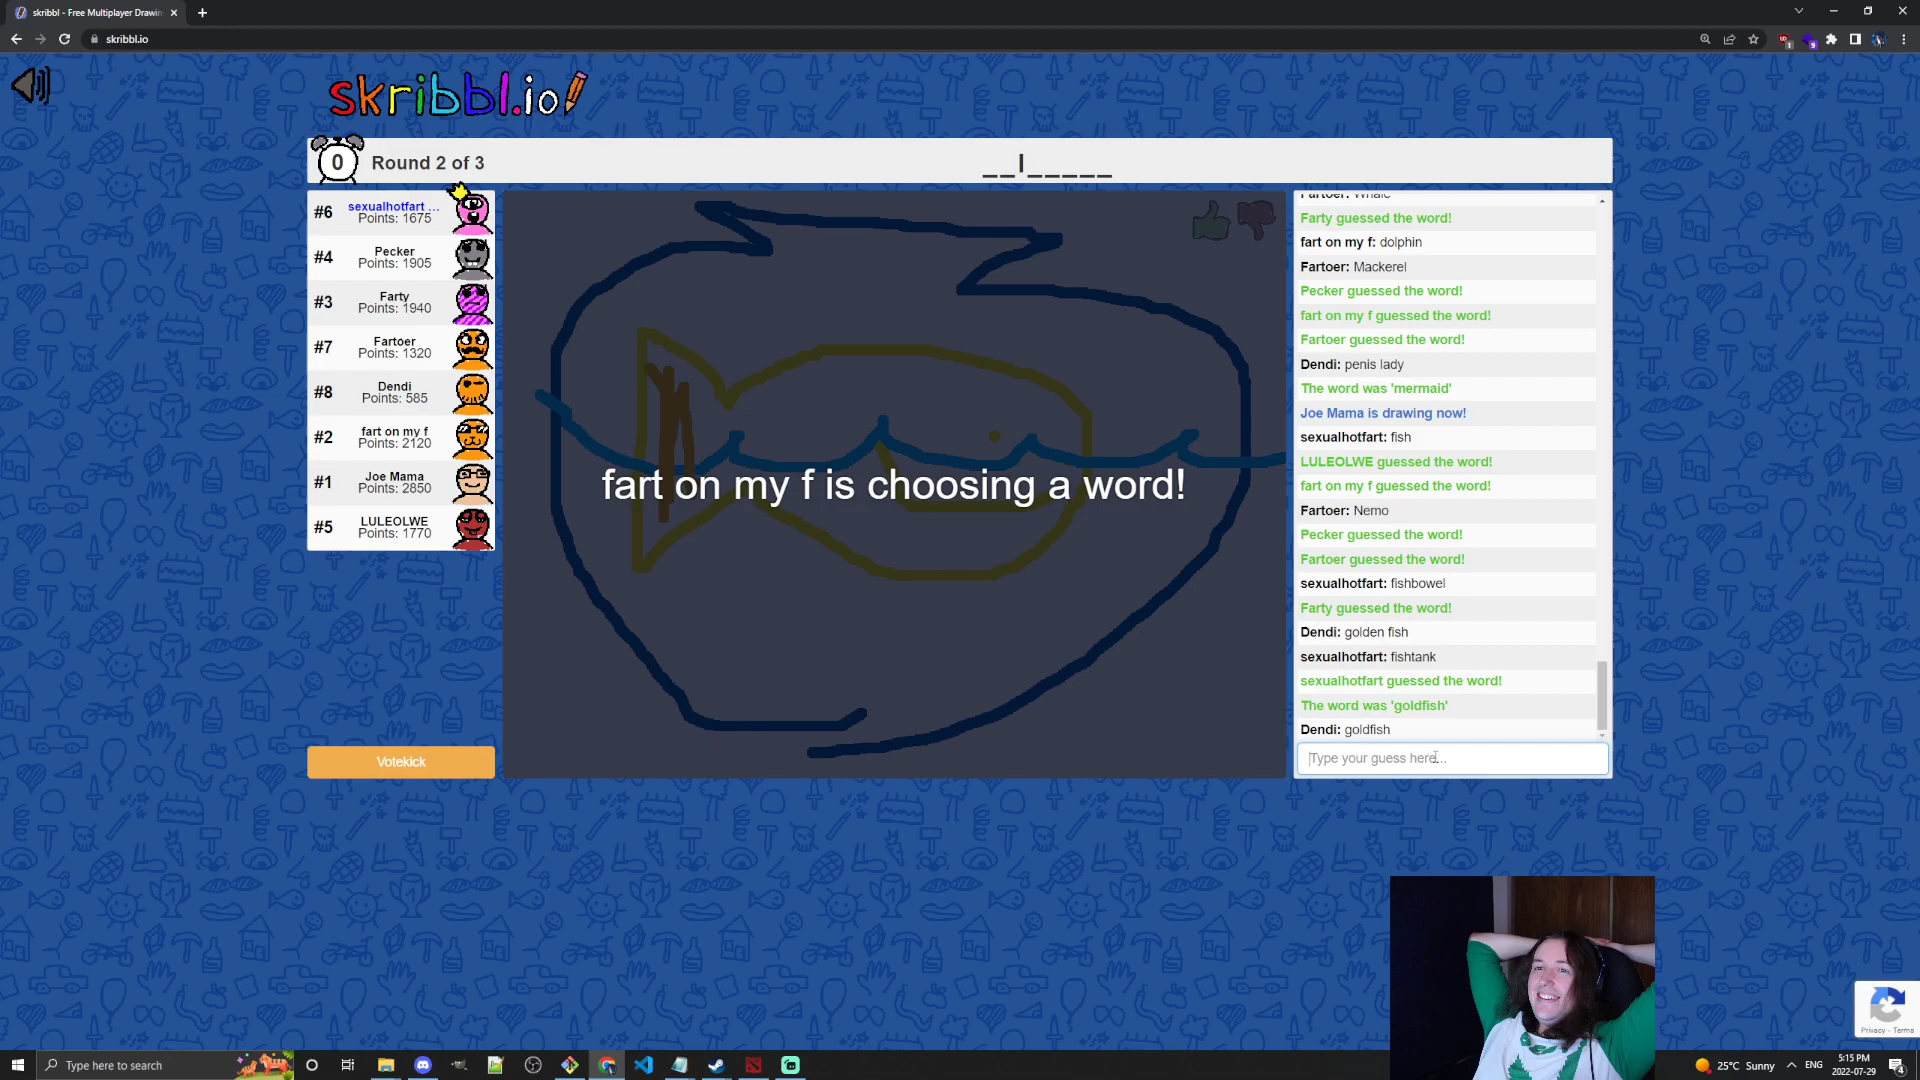 skribbl - Free Multiplayer Drawin
skribbl.io
skribbl.io
0
Round 2 of 3
__l_____
#6 sexualhotfart ...
Points: 1675
#4 Pecker
Points: 1905
#3 Farty
Points: 1940
#7 Fartoer
Points: 1320
#8 Dendi
Points: 585
#2 fart on my f
Points: 2120
#1 Joe Mama
Points: 2850
#5 LULEOLWE
Points: 1770
Votekick
fart on my f is choosing a word!
Fartoer: Whale
Farty guessed the word!
fart on my f: dolphin
Fartoer: Mackerel
Pecker guessed the word!
fart on my f guessed the word!
Fartoer guessed the word!
Dendi: penis lady
The word was 'mermaid'
Joe Mama is drawing now!
sexualhotfart: fish
LULEOLWE guessed the word!
fart on my f guessed the word!
Fartoer: Nemo
Pecker guessed the word!
Fartoer guessed the word!
sexualhotfart: fishbowel
Farty guessed the word!
Dendi: golden fish
sexualhotfart: fishtank
sexualhotfart guessed the word!
The word was 'goldfish'
Dendi: goldfish
Type your guess here...
Privacy - Terms
Type here to search
25°C Sunny
ENG
5:15 PM
2022-07-29
4